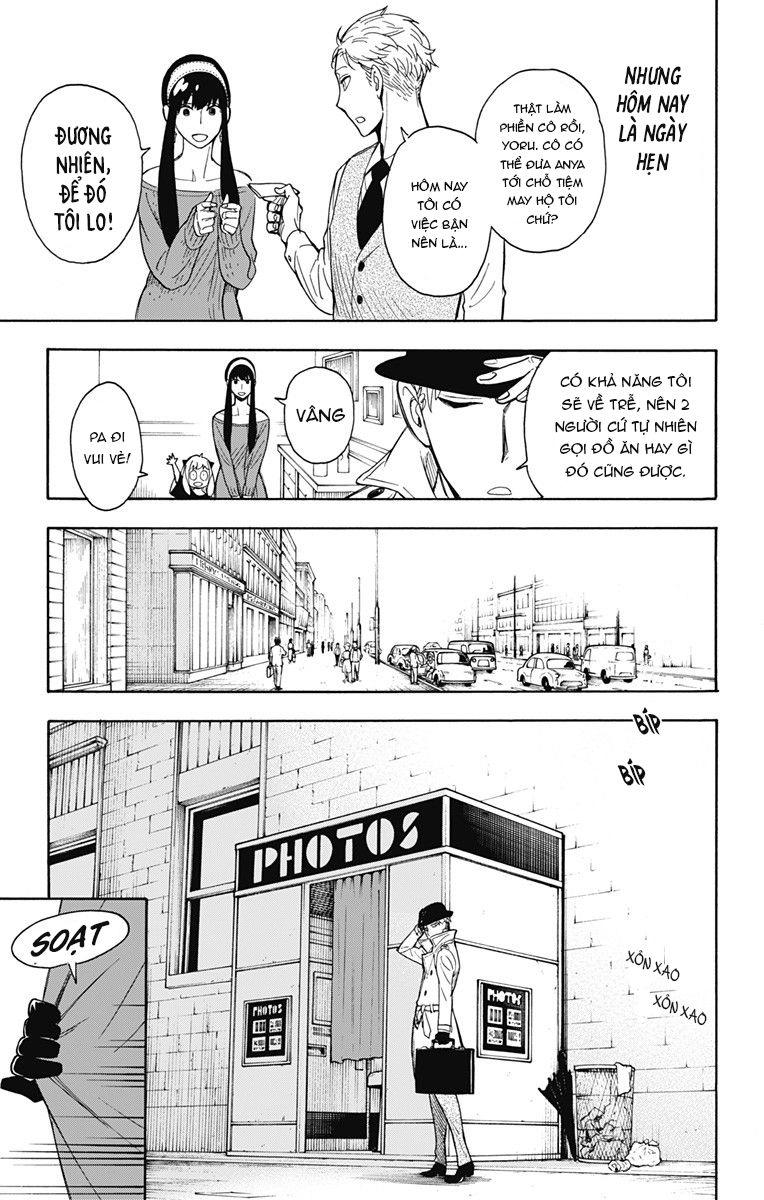 NHƯNG
HÔM NAY
LÀ NGÀY
HẸN
THẬT LÀM
PHIỀN CÔ RỒI,
YORU. CÔ CÓ
THỂ ĐƯA ANYA
TỚI CHỖ TIỆM
MAY HỘ TÔI
CHỨ?
HÔM NAY
TÔI CÓ
VIỆC BẬN
NÊN LÀ...
ĐƯƠNG
NHIÊN,
ĐỂ ĐÓ
TÔI LO!
CÓ KHẢ NĂNG TÔI
SẼ VỀ TRỄ, NÊN 2
NGƯỜI CỨ TỰ NHIÊN
GỌI ĐỒ ĂN HAY GÌ
ĐÓ CŨNG ĐƯỢC.
VÂNG
PA ĐI
VUI VẺ!
BÍP
BÍP
PHOTOS
XÔN XAO
XÔN XAO
PHOTOS
PHOTOS
SOẠT